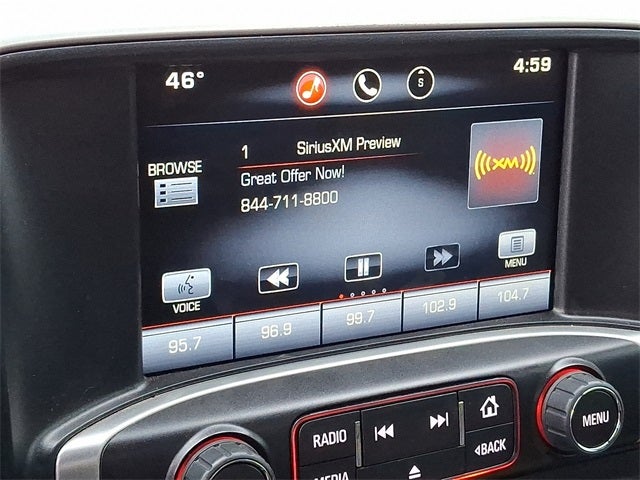 46° 4:59
S
1 SiriusXM Preview
BROWSE
Great Offer Now!
844-711-8800
((((XM))))
VOICE
MENU
95.7 96.9 99.7 102.9 104.7
RADIO
MENU
BACK
MEDIA